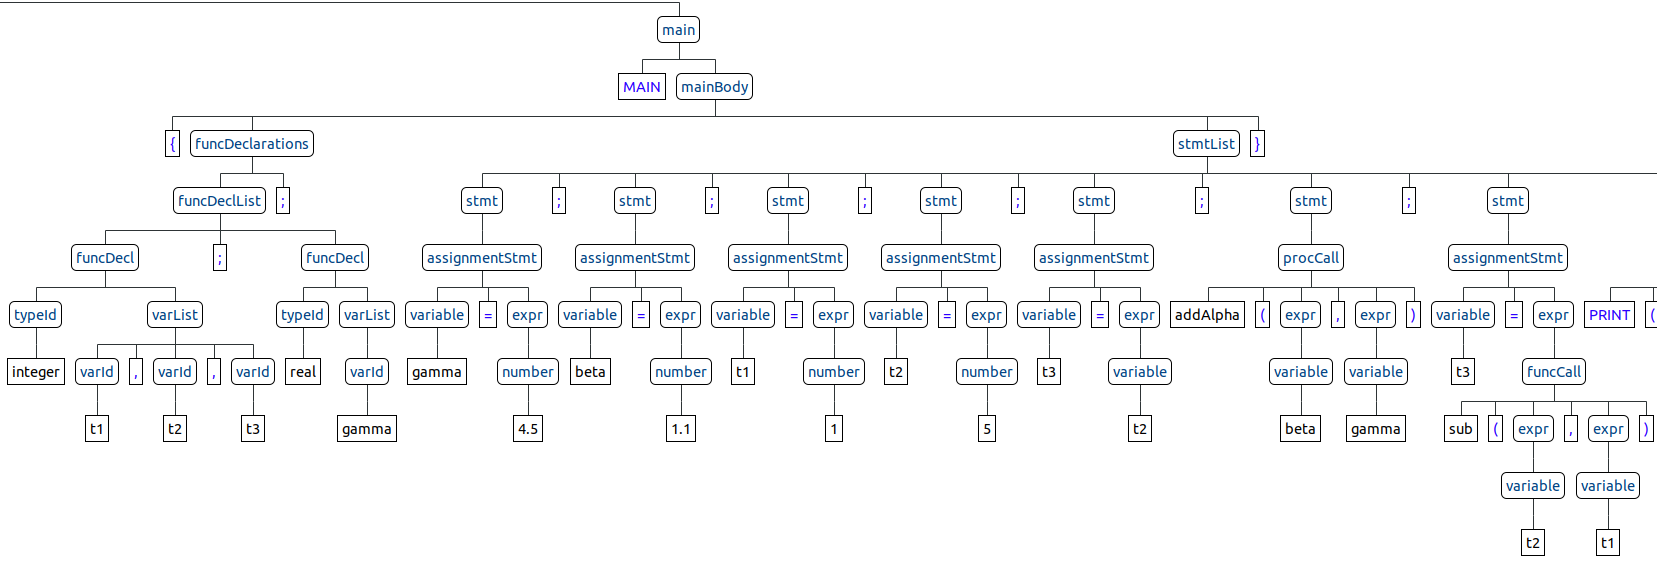 main
MAIN mainBody
{ funcDeclarations stmtList }
funcDeclList ; stmt ; stmt ; stmt ; stmt ; stmt ; stmt ; stmt
funcDecl ; funcDecl assignmentStmt assignmentStmt assignmentStmt assignmentStmt assignmentStmt procCall assignmentStmt
typeId varList typeId varList variable = expr variable = expr variable = expr variable = expr variable = expr addAlpha ( expr , expr ) variable = expr PRINT (
integer varId , varId , varId real varId gamma number beta number t1 number t2 number t3 variable variable variable t3 funcCall
t1 t2 t3 gamma 4.5 1.1 1 5 t2 beta gamma sub ( expr , expr )
variable variable
t2 t1